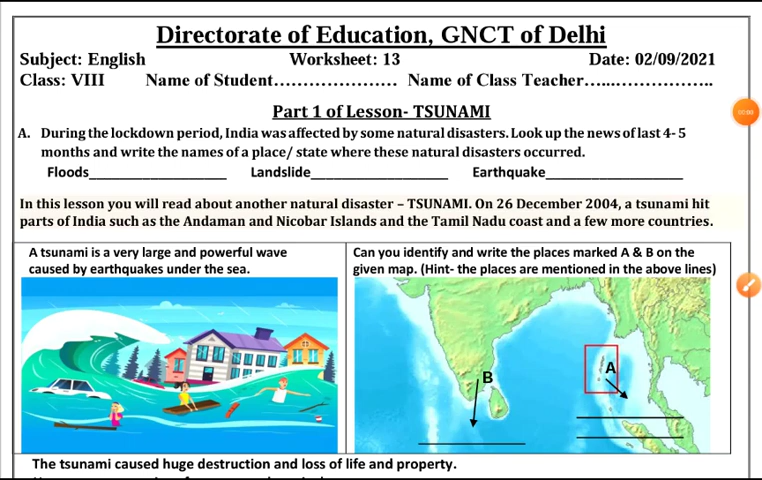 Directorate of Education, GNCT of Delhi
Subject: English Worksheet: 13 Date: 02/09/2021
Class: VIII Name of Student………………… Name of Class Teacher…...……………..
Part 1 of Lesson- TSUNAMI
A. During the lockdown period, India was affected by some natural disasters. Look up the news of last 4- 5
months and write the names of a place/ state where these natural disasters occurred.
Floods___________________ Landslide___________________ Earthquake___________________
In this lesson you will read about another natural disaster – TSUNAMI. On 26 December 2004, a tsunami hit
parts of India such as the Andaman and Nicobar Islands and the Tamil Nadu coast and a few more countries.
A tsunami is a very large and powerful wave
caused by earthquakes under the sea.
Can you identify and write the places marked A & B on the
given map. (Hint- the places are mentioned in the above lines)
A
B
The tsunami caused huge destruction and loss of life and property.
00:00